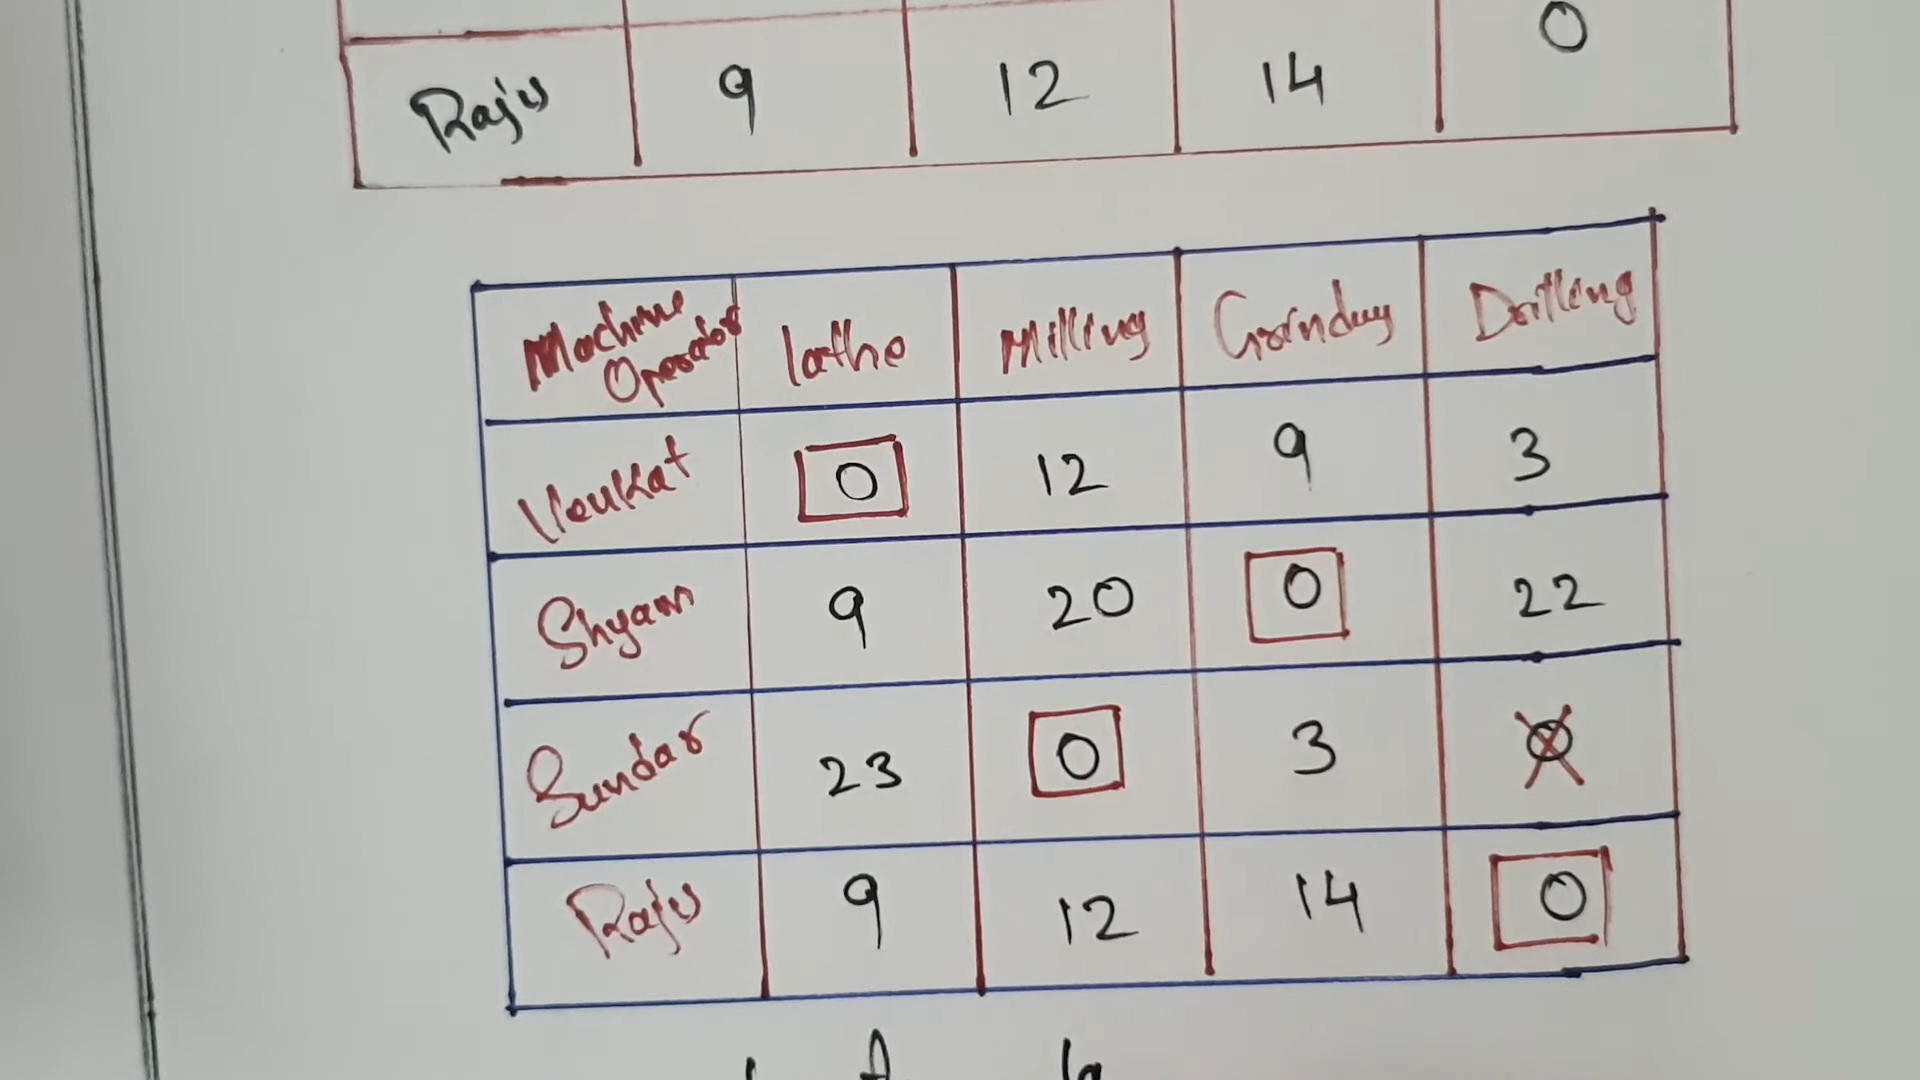 0
Raju 9 12 14
Machine Operator lathe Milling Grinding Drilling
Venkat 0 12 9 3
Shyam 9 20 0 22
Sundar 23 0 3 0
Raju 9 12 14 0